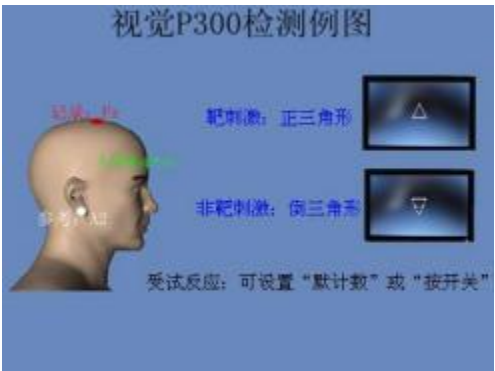 视觉P300检测例图
靶刺激：正三角形
非靶刺激：倒三角形
受试反应：可设置“默计数”或“按开关”